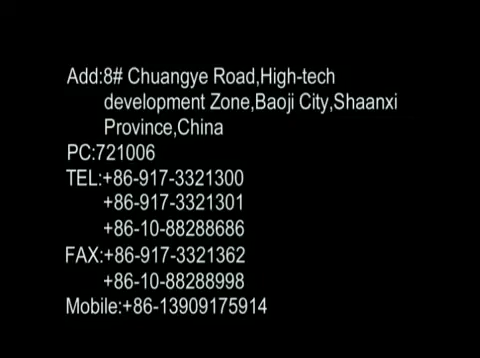 Add:8# Chuangye Road,High-tech
development Zone,Baoji City,Shaanxi
Province,China
PC:721006
TEL:+86-917-3321300
+86-917-3321301
+86-10-88288686
FAX:+86-917-3321362
+86-10-88288998
Mobile:+86-13909175914